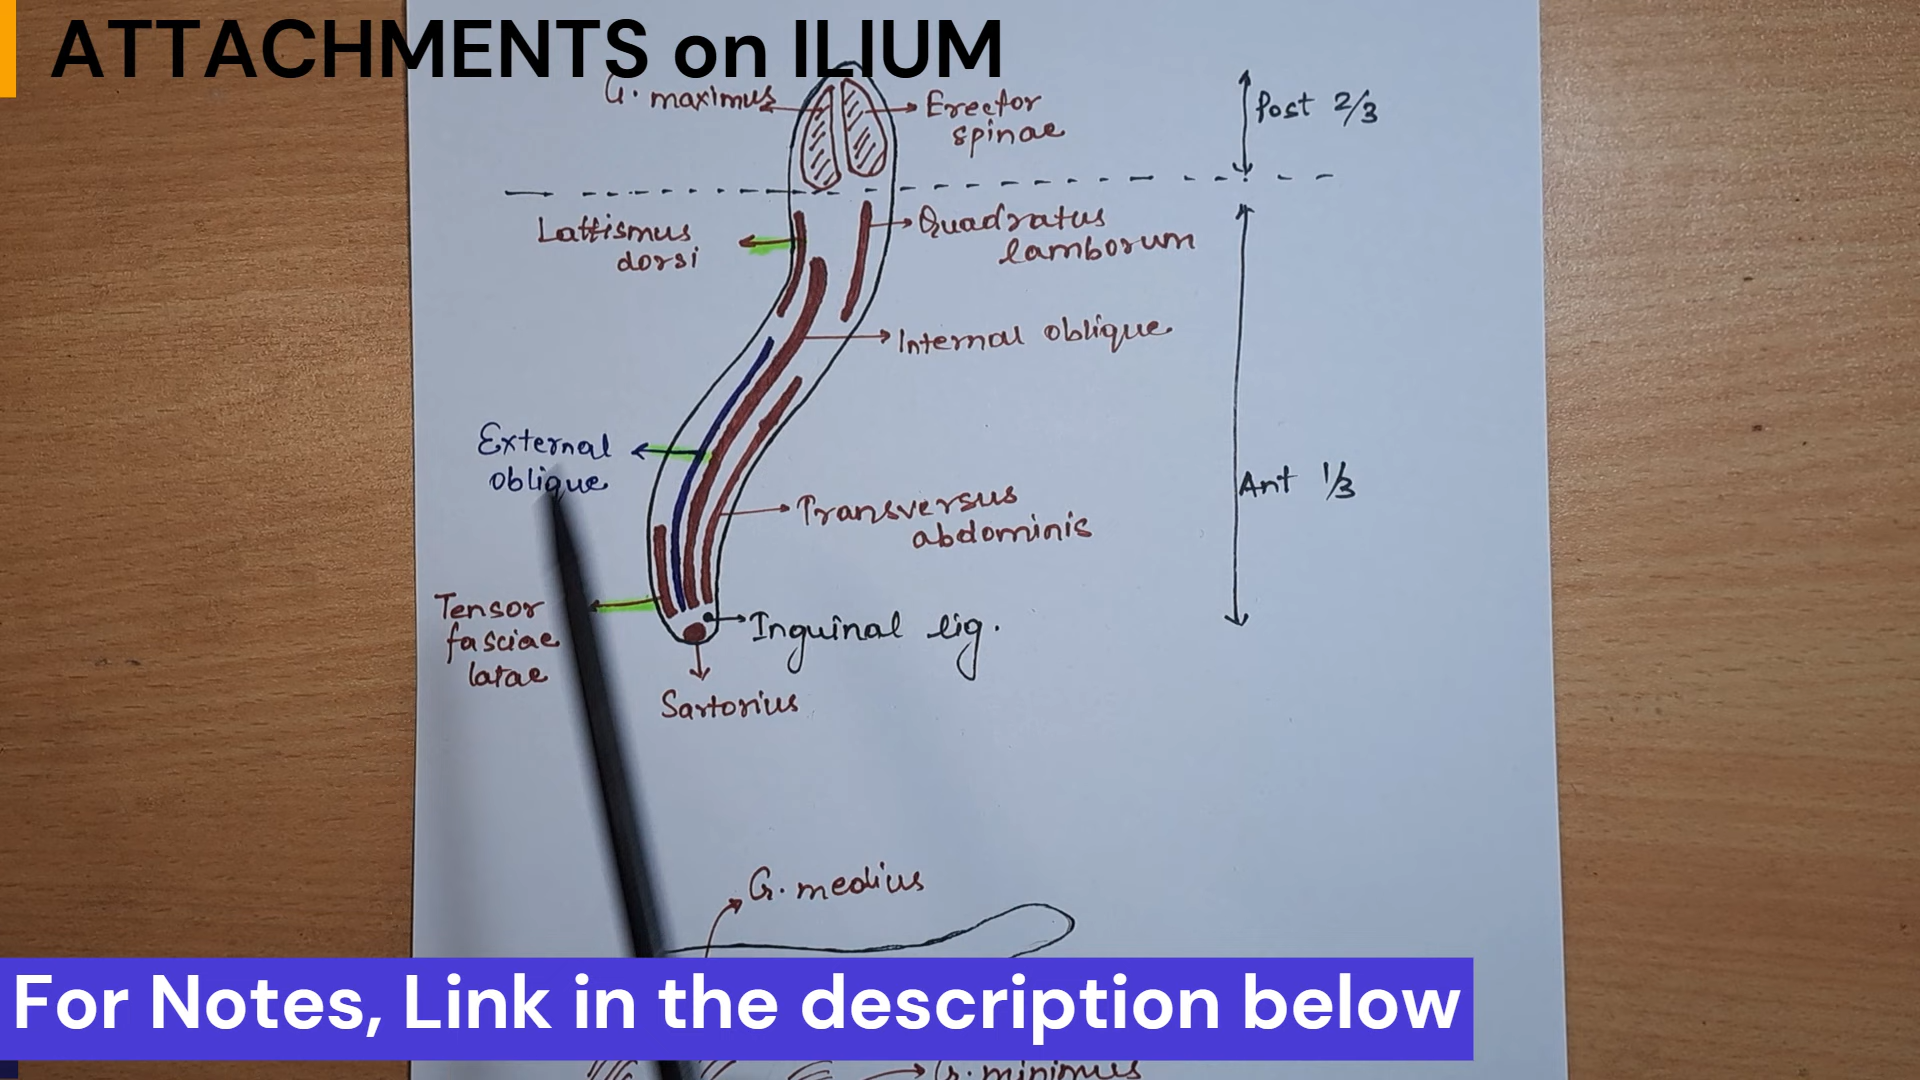 ATTACHMENTS on ILIUM
G. maximus
Erector
spinae
Post 2/3
Lattismus
dorsi
Quadratus
lamborum
Internal oblique
External
oblique
Ant 1/3
Transversus
abdominis
Tensor
fasciae
latae
Inguinal lig.
Sartorius
G. medius
For Notes, Link in the description below
G. minimus